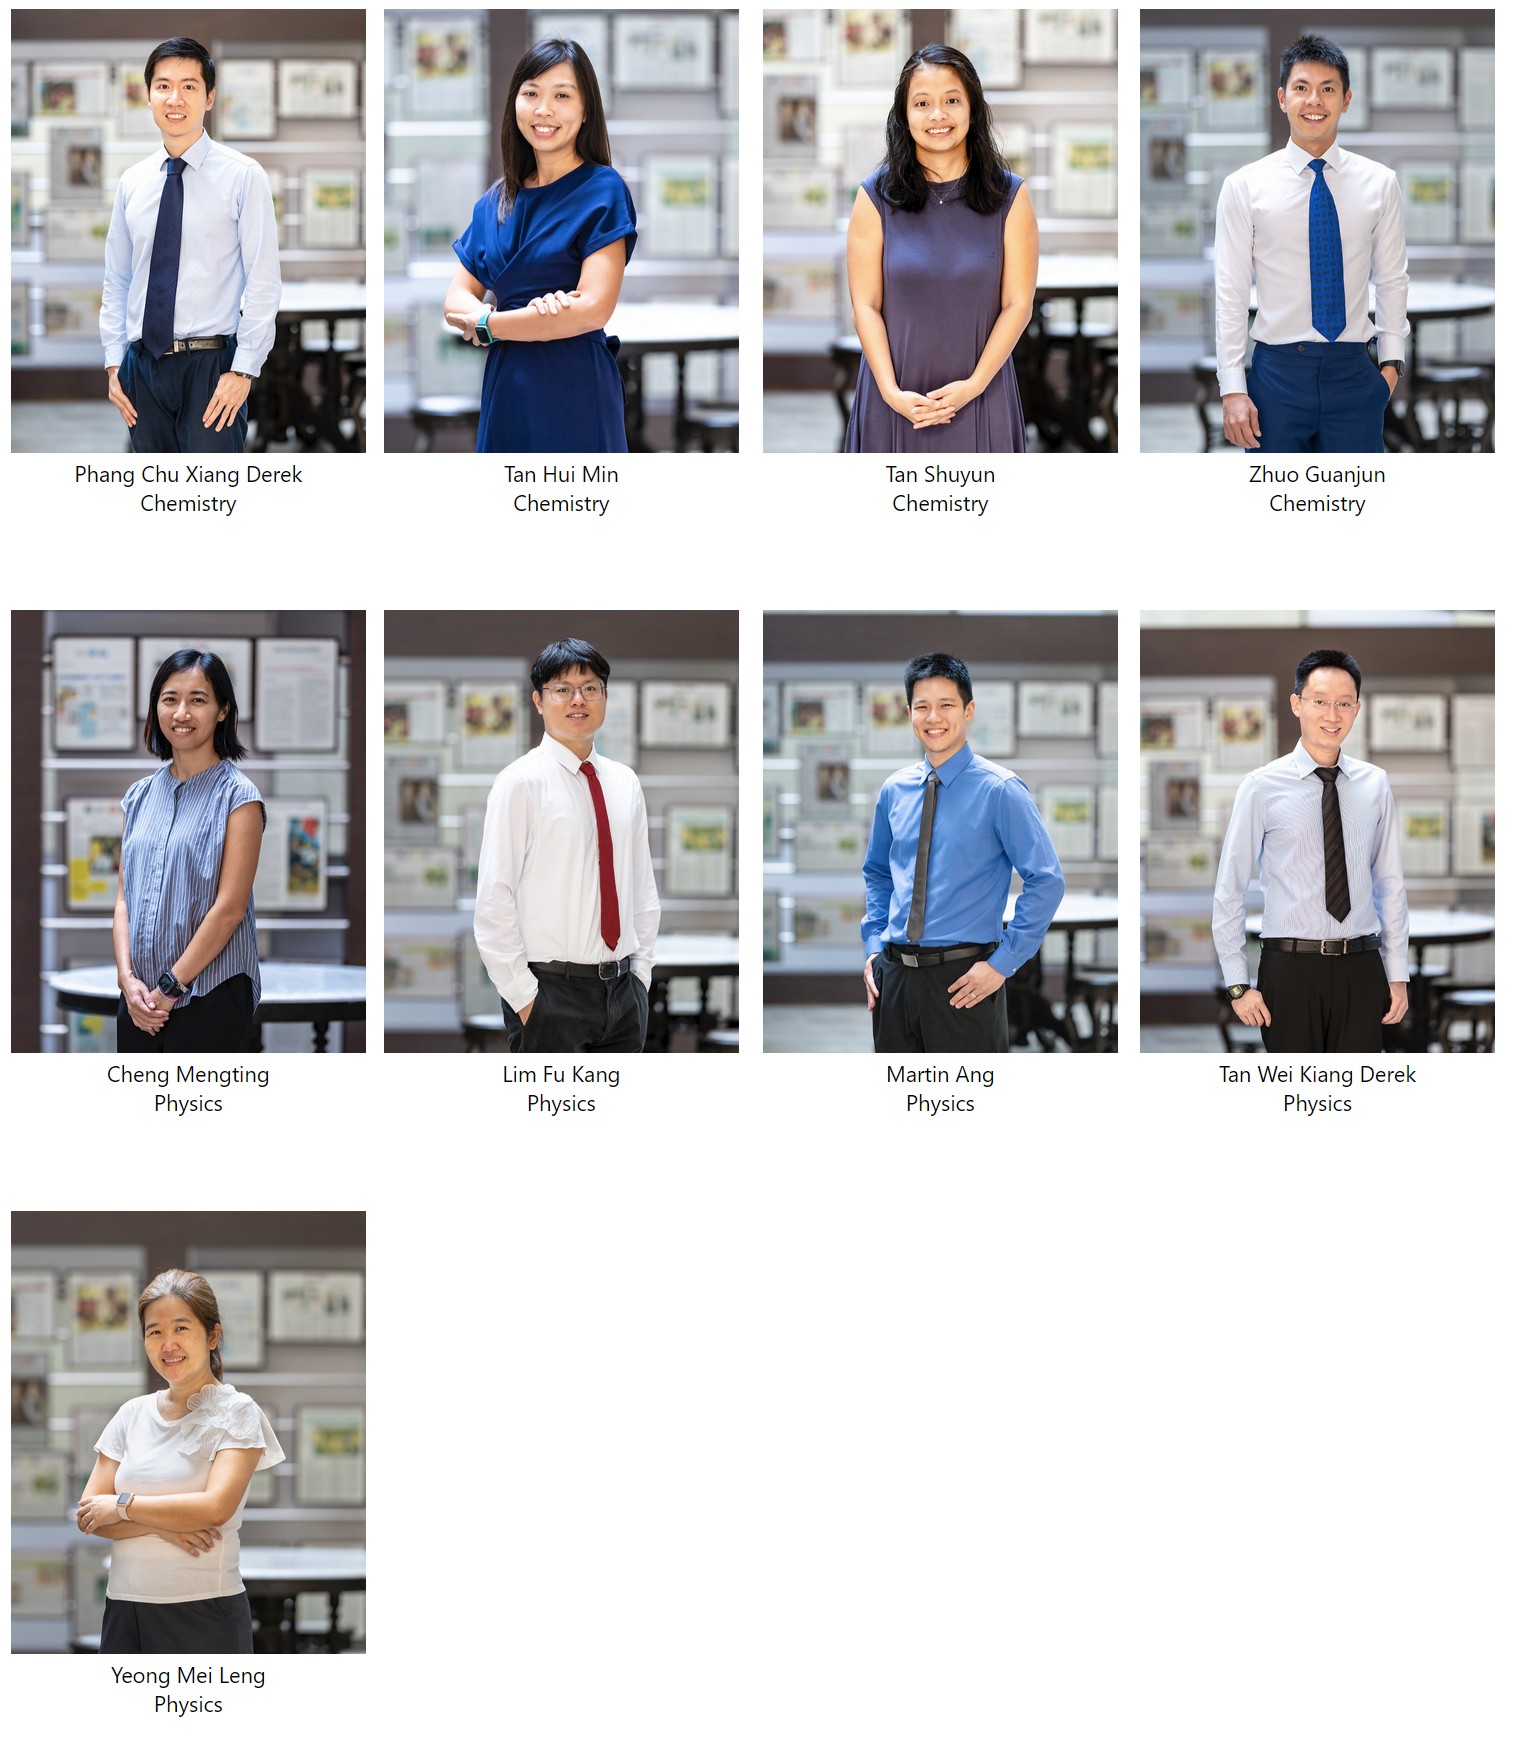 Phang Chu Xiang Derek
Chemistry
Tan Hui Min
Chemistry
Tan Shuyun
Chemistry
Zhuo Guanjun
Chemistry
Cheng Mengting
Physics
Lim Fu Kang
Physics
Martin Ang
Physics
Tan Wei Kiang Derek
Physics
Yeong Mei Leng
Physics